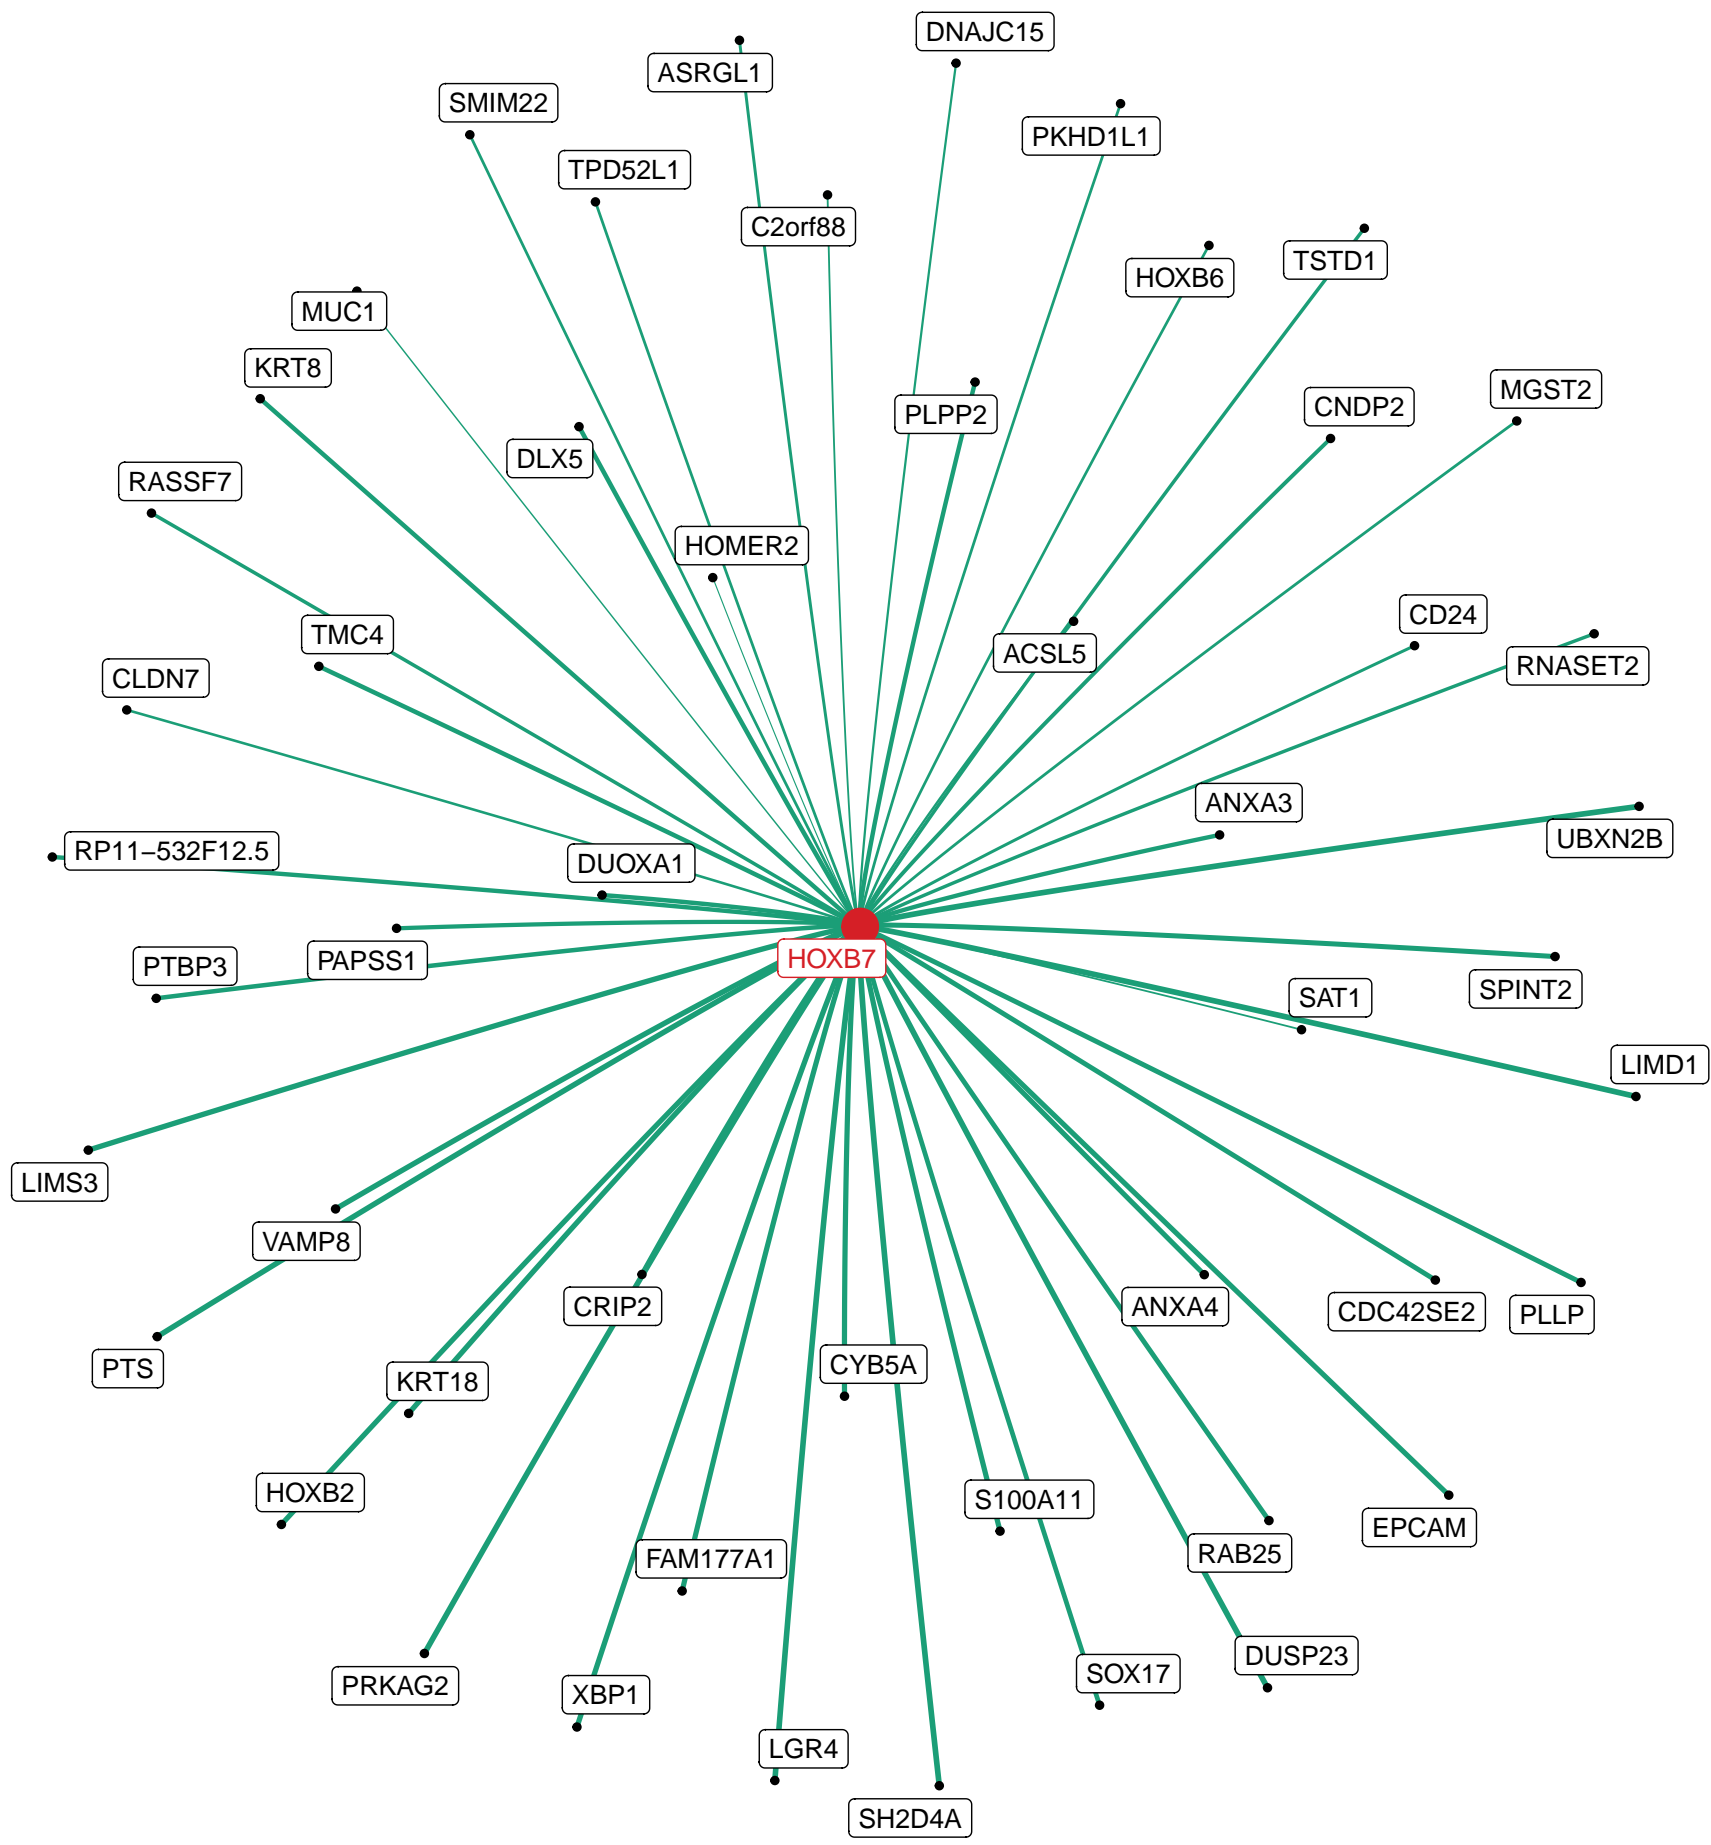 DNAJC15
ASRGL1
SMIM22
PKHD1L1
TPD52L1
C2orf88
TSTD1
HOXB6
MUC1
KRT8
MGST2
CNDP2
PLPP2
DLX5
RASSF7
HOMER2
CD24
TMC4
ACSL5
RNASET2
CLDN7
ANXA3
UBXN2B
RP11−532F12.5
DUOXA1
HOXB7
PAPSS1
PTBP3
SPINT2
SAT1
LIMD1
LIMS3
VAMP8
CRIP2
ANXA4
CDC42SE2
PLLP
CYB5A
PTS
KRT18
HOXB2
S100A11
EPCAM
RAB25
FAM177A1
DUSP23
SOX17
PRKAG2
XBP1
LGR4
SH2D4A